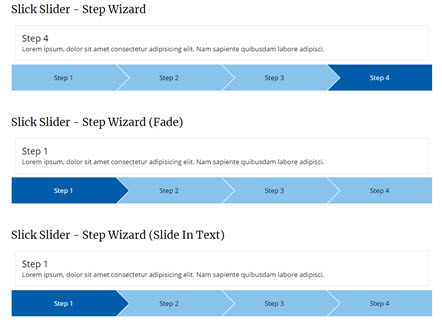 Slick Slider - Step Wizard
Step 4
Lorem ipsum, dolor sit amet consectetur adipisicing elit. Nam sapiente quibusdam labore adipisci.
Step 1 Step 2 Step 3 Step 4
Slick Slider - Step Wizard (Fade)
Step 1
Lorem ipsum, dolor sit amet consectetur adipisicing elit. Nam sapiente quibusdam labore adipisci.
Step 1 Step 2 Step 3 Step 4
Slick Slider - Step Wizard (Slide In Text)
Step 1
Lorem ipsum, dolor sit amet consectetur adipisicing elit. Nam sapiente quibusdam labore adipisci.
Step 1 Step 2 Step 3 Step 4